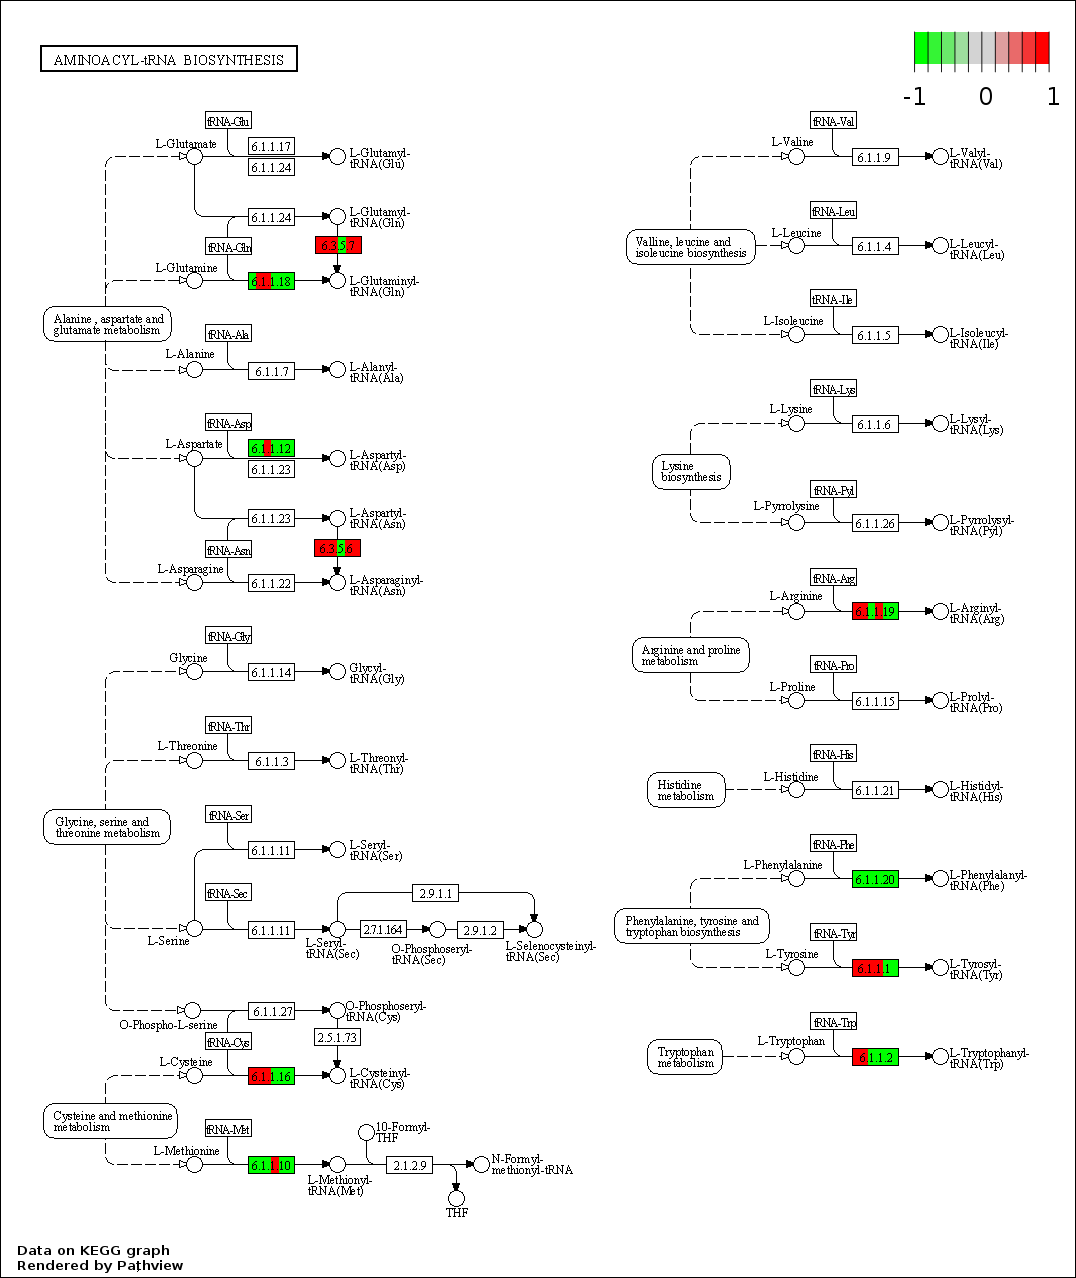 AMINOACYL-tRNA BIOSYNTHESIS
-1 0 1
tRNA-Glu
L-Glutamate
6.1.1.17
6.1.1.24
L-Glutamyl-
tRNA(Glu)
6.1.1.24
L-Glutamyl-
tRNA(Gln)
tRNA-Gln
6.3.5.7
L-Glutamine
6.1.1.18
L-Glutaminyl-
tRNA(Gln)
Alanine , aspartate and
glutamate metabolism
tRNA-Ala
L-Alanine
6.1.1.7
L-Alanyl-
tRNA(Ala)
tRNA-Asp
L-Aspartate
6.1.1.12
6.1.1.23
L-Aspartyl-
tRNA(Asp)
6.1.1.23
L-Aspartyl-
tRNA(Asn)
tRNA-Asn
6.3.5.6
L-Asparagine
6.1.1.22
L-Asparaginyl-
tRNA(Asn)
tRNA-Gly
Glycine
6.1.1.14
Glycyl-
tRNA(Gly)
tRNA-Thr
L-Threonine
6.1.1.3
L-Threonyl-
tRNA(Thr)
Glycine, serine and
threonine metabolism
tRNA-Ser
6.1.1.11
L-Seryl-
tRNA(Ser)
tRNA-Sec
L-Serine
6.1.1.11
L-Seryl-
tRNA(Sec)
2.9.1.1
2.7.1.164
O-Phosphoseryl-
tRNA(Sec)
2.9.1.2
L-Selenocysteinyl-
tRNA(Sec)
O-Phospho-L-serine
6.1.1.27
O-Phosphoseryl-
tRNA(Cys)
tRNA-Cys
2.5.1.73
L-Cysteine
6.1.1.16
L-Cysteinyl-
tRNA(Cys)
Cysteine and methionine
metabolism
tRNA-Met
L-Methionine
6.1.1.10
L-Methionyl-
tRNA(Met)
10-Formyl-
THF
2.1.2.9
N-Formyl-
methionyl-tRNA
THF
tRNA-Val
L-Valine
6.1.1.9
L-Valyl-
tRNA(Val)
tRNA-Leu
Valline, leucine and
isoleucine biosynthesis
L-Leucine
6.1.1.4
L-Leucyl-
tRNA(Leu)
tRNA-Ile
L-Isoleucine
6.1.1.5
L-Isoleucyl-
tRNA(Ile)
tRNA-Lys
L-Lysine
6.1.1.6
L-Lysyl-
tRNA(Lys)
Lysine
biosynthesis
tRNA-Pyl
L-Pyrrolysine
6.1.1.26
L-Pyrrolysyl-
tRNA(Pyl)
tRNA-Arg
L-Arginine
6.1.1.19
L-Arginyl-
tRNA(Arg)
Arginine and proline
metabolism
tRNA-Pro
L-Proline
6.1.1.15
L-Prolyl-
tRNA(Pro)
tRNA-His
Histidine
metabolism
L-Histidine
6.1.1.21
L-Histidyl-
tRNA(His)
tRNA-Phe
L-Phenylalanine
6.1.1.20
L-Phenylalanyl-
tRNA(Phe)
Phenylalanine, tyrosine and
tryptophan biosynthesis
tRNA-Tyr
L-Tyrosine
6.1.1.1
L-Tyrosyl-
tRNA(Tyr)
tRNA-Trp
Tryptophan
metabolism
L-Tryptophan
6.1.1.2
L-Tryptophanyl-
tRNA(Trp)
Data on KEGG graph
Rendered by Pathview